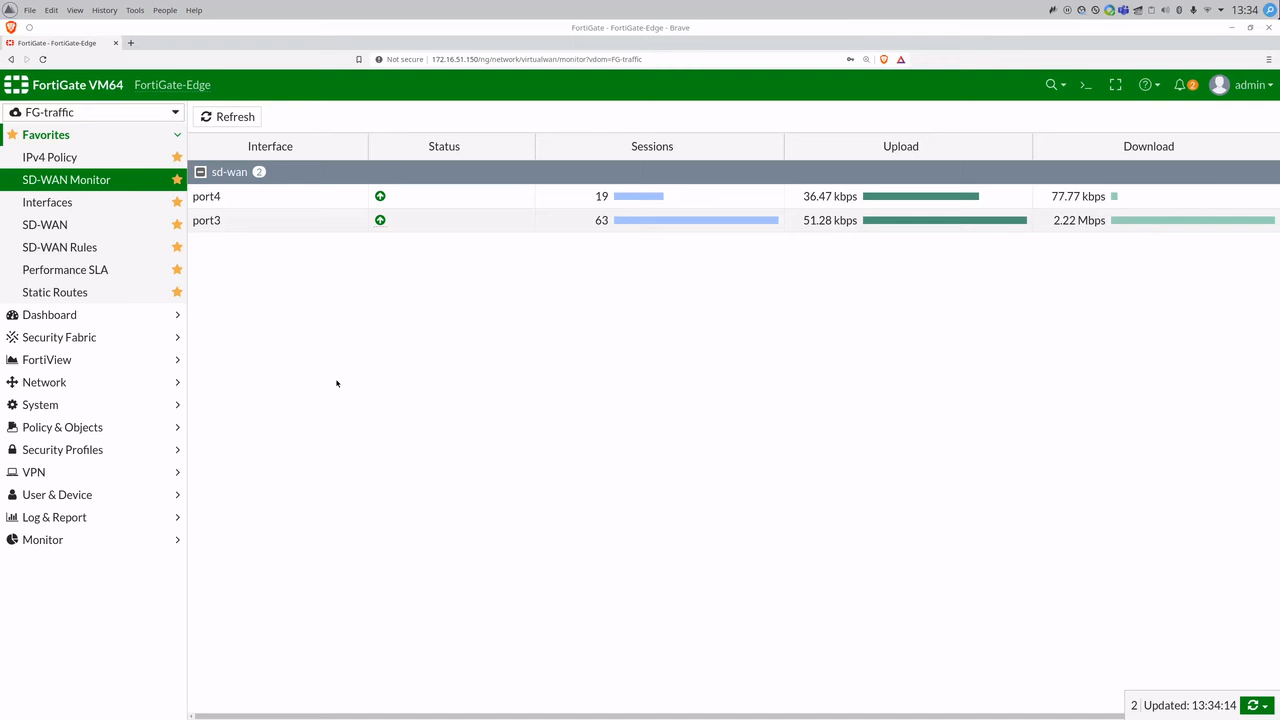 File Edit View History Tools People Help 13:34
FortiGate - FortiGate-Edge - Brave
FortiGate - FortiGate-Edge
Not secure 172.16.51.150/ng/network/virtualwan/monitor?vdom=FG-traffic
FortiGate VM64 FortiGate-Edge 2 admin
FG-traffic
Refresh
Favorites
IPv4 Policy
SD-WAN Monitor
Interfaces
SD-WAN
SD-WAN Rules
Performance SLA
Static Routes
Dashboard
Security Fabric
FortiView
Network
System
Policy & Objects
Security Profiles
VPN
User & Device
Log & Report
Monitor
Interface Status Sessions Upload Download
sd-wan 2
port4 19 36.47 kbps 77.77 kbps
port3 63 51.28 kbps 2.22 Mbps
2 Updated: 13:34:14